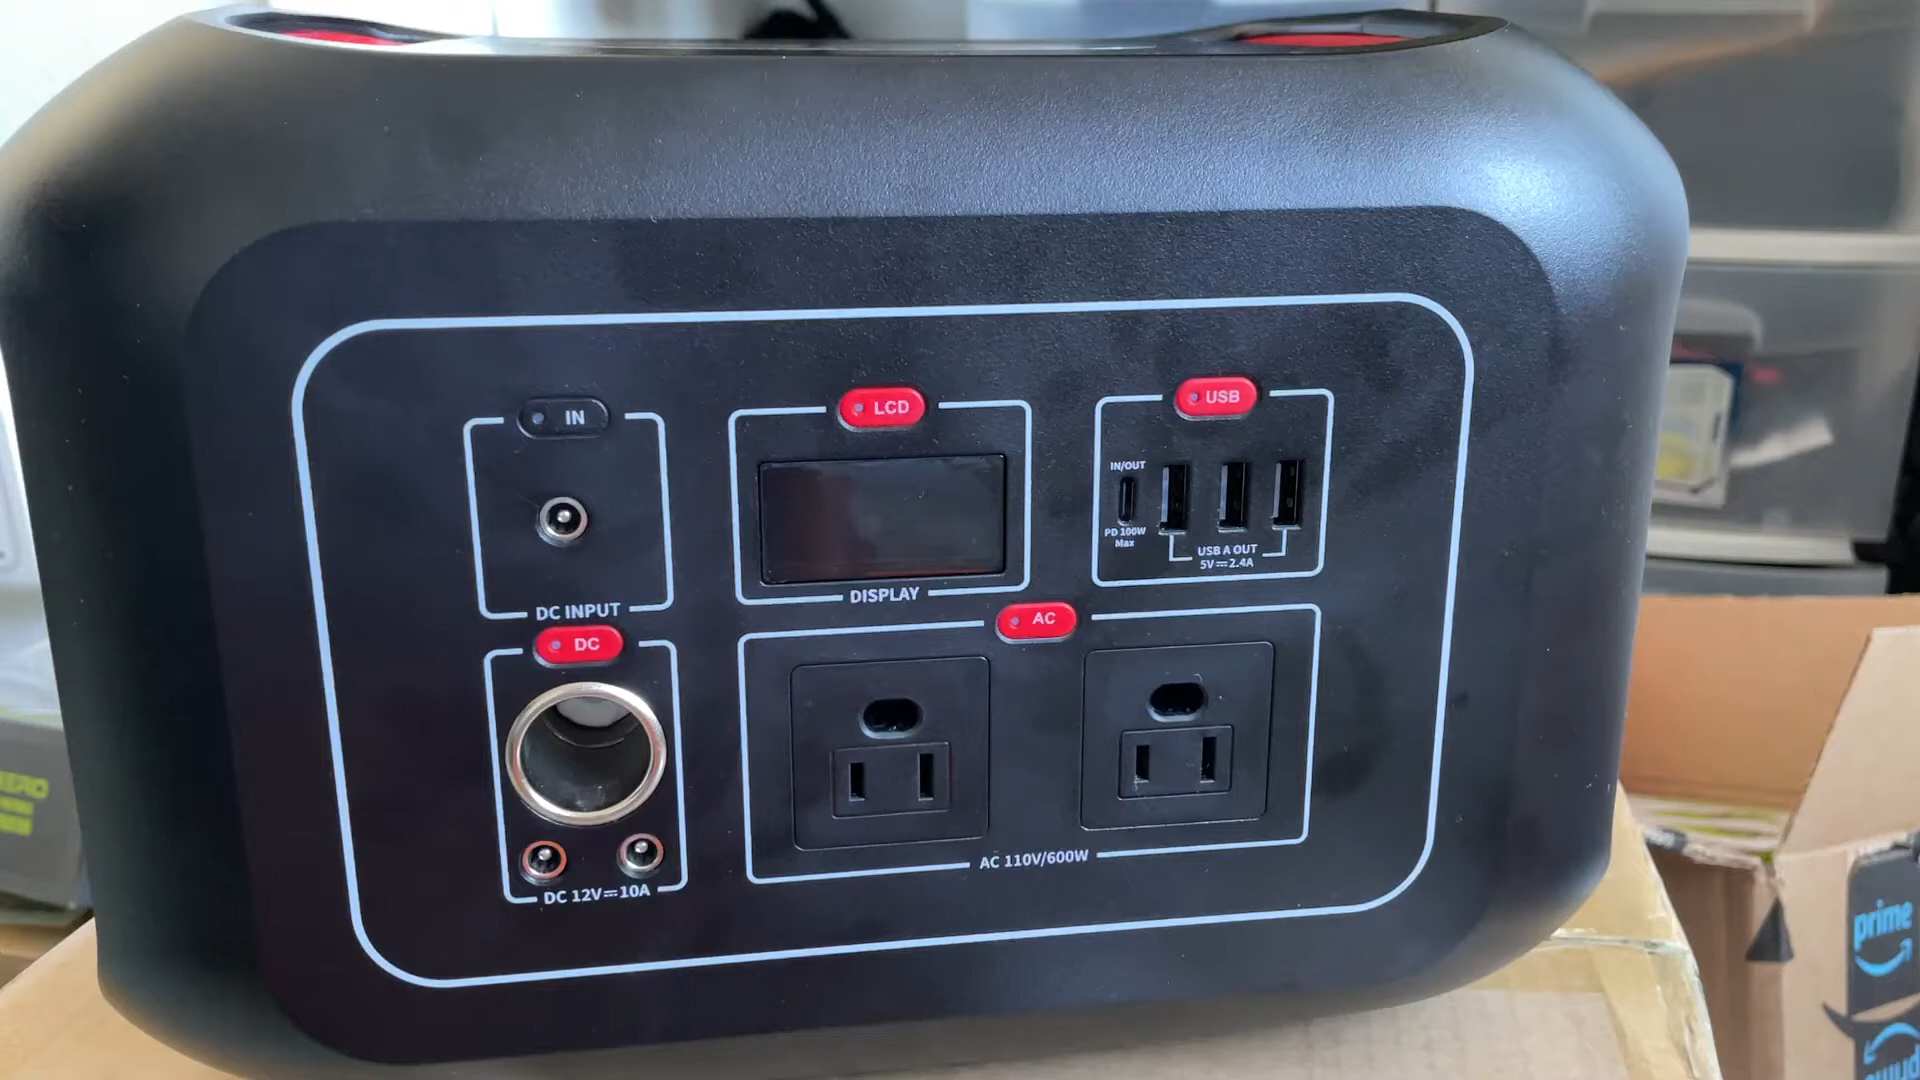 IN
DC INPUT
LCD
DISPLAY
USB
IN/OUT
PD 100W
Max
USB A OUT
5V⎓2.4A
DC
DC 12V⎓10A
AC
AC 110V/600W
prime
prime